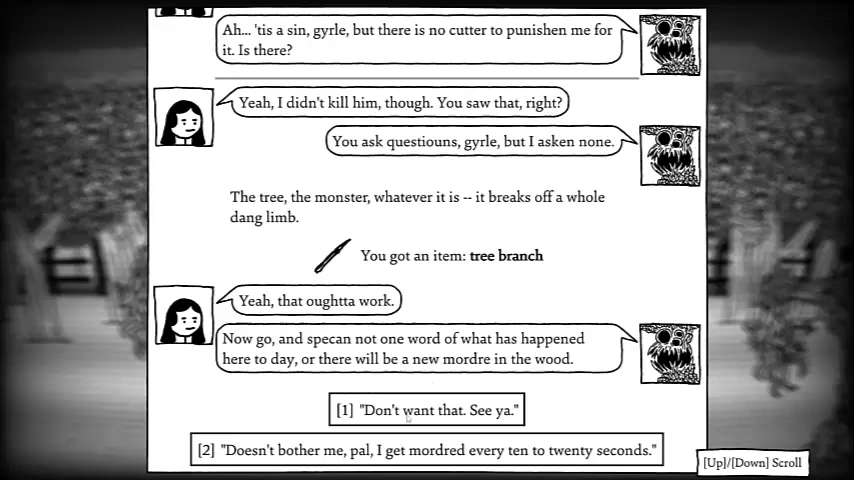 Ah... 'tis a sin, gyrle, but there is no cutter to punishen me for
it. Is there?
Yeah, I didn't kill him, though. You saw that, right?
You ask questiouns, gyrle, but I asken none.
The tree, the monster, whatever it is -- it breaks off a whole
dang limb.
You got an item: tree branch
Yeah, that oughtta work.
Now go, and specan not one word of what has happened
here to day, or there will be a new mordre in the wood.
[1] "Don't want that. See ya."
[2] "Doesn't bother me, pal, I get mordred every ten to twenty seconds."
[Up]/[Down] Scroll